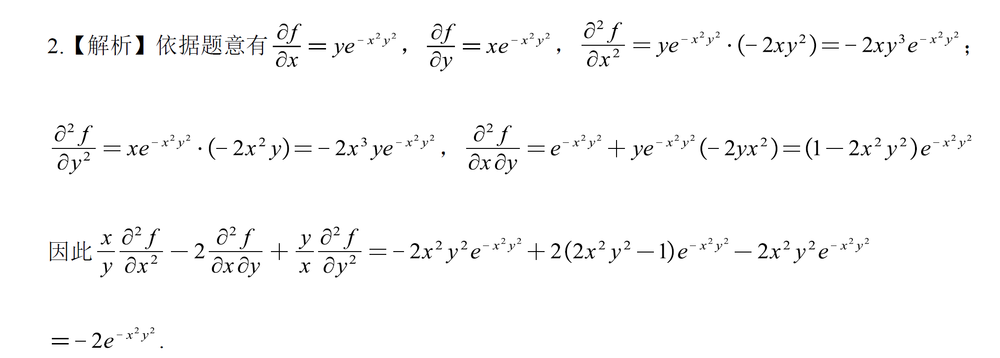 2.【解析】依据题意有 $\frac{\partial f}{\partial x}=ye^{-x^2y^2}$，$\frac{\partial f}{\partial y}=xe^{-x^2y^2}$，$\frac{\partial^2 f}{\partial x^2}=ye^{-x^2y^2}\cdot(-2xy^2)=-2xy^3e^{-x^2y^2}$；
$\frac{\partial^2 f}{\partial y^2}=xe^{-x^2y^2}\cdot(-2x^2y)=-2x^3ye^{-x^2y^2}$，$\frac{\partial^2 f}{\partial x\partial y}=e^{-x^2y^2}+ye^{-x^2y^2}(-2yx^2)=(1-2x^2y^2)e^{-x^2y^2}$
因此 $\frac{x}{y}\frac{\partial^2 f}{\partial x^2}-2\frac{\partial^2 f}{\partial x\partial y}+\frac{y}{x}\frac{\partial^2 f}{\partial y^2}=-2x^2y^2e^{-x^2y^2}+2(2x^2y^2-1)e^{-x^2y^2}-2x^2y^2e^{-x^2y^2}$
$=-2e^{-x^2y^2}$.